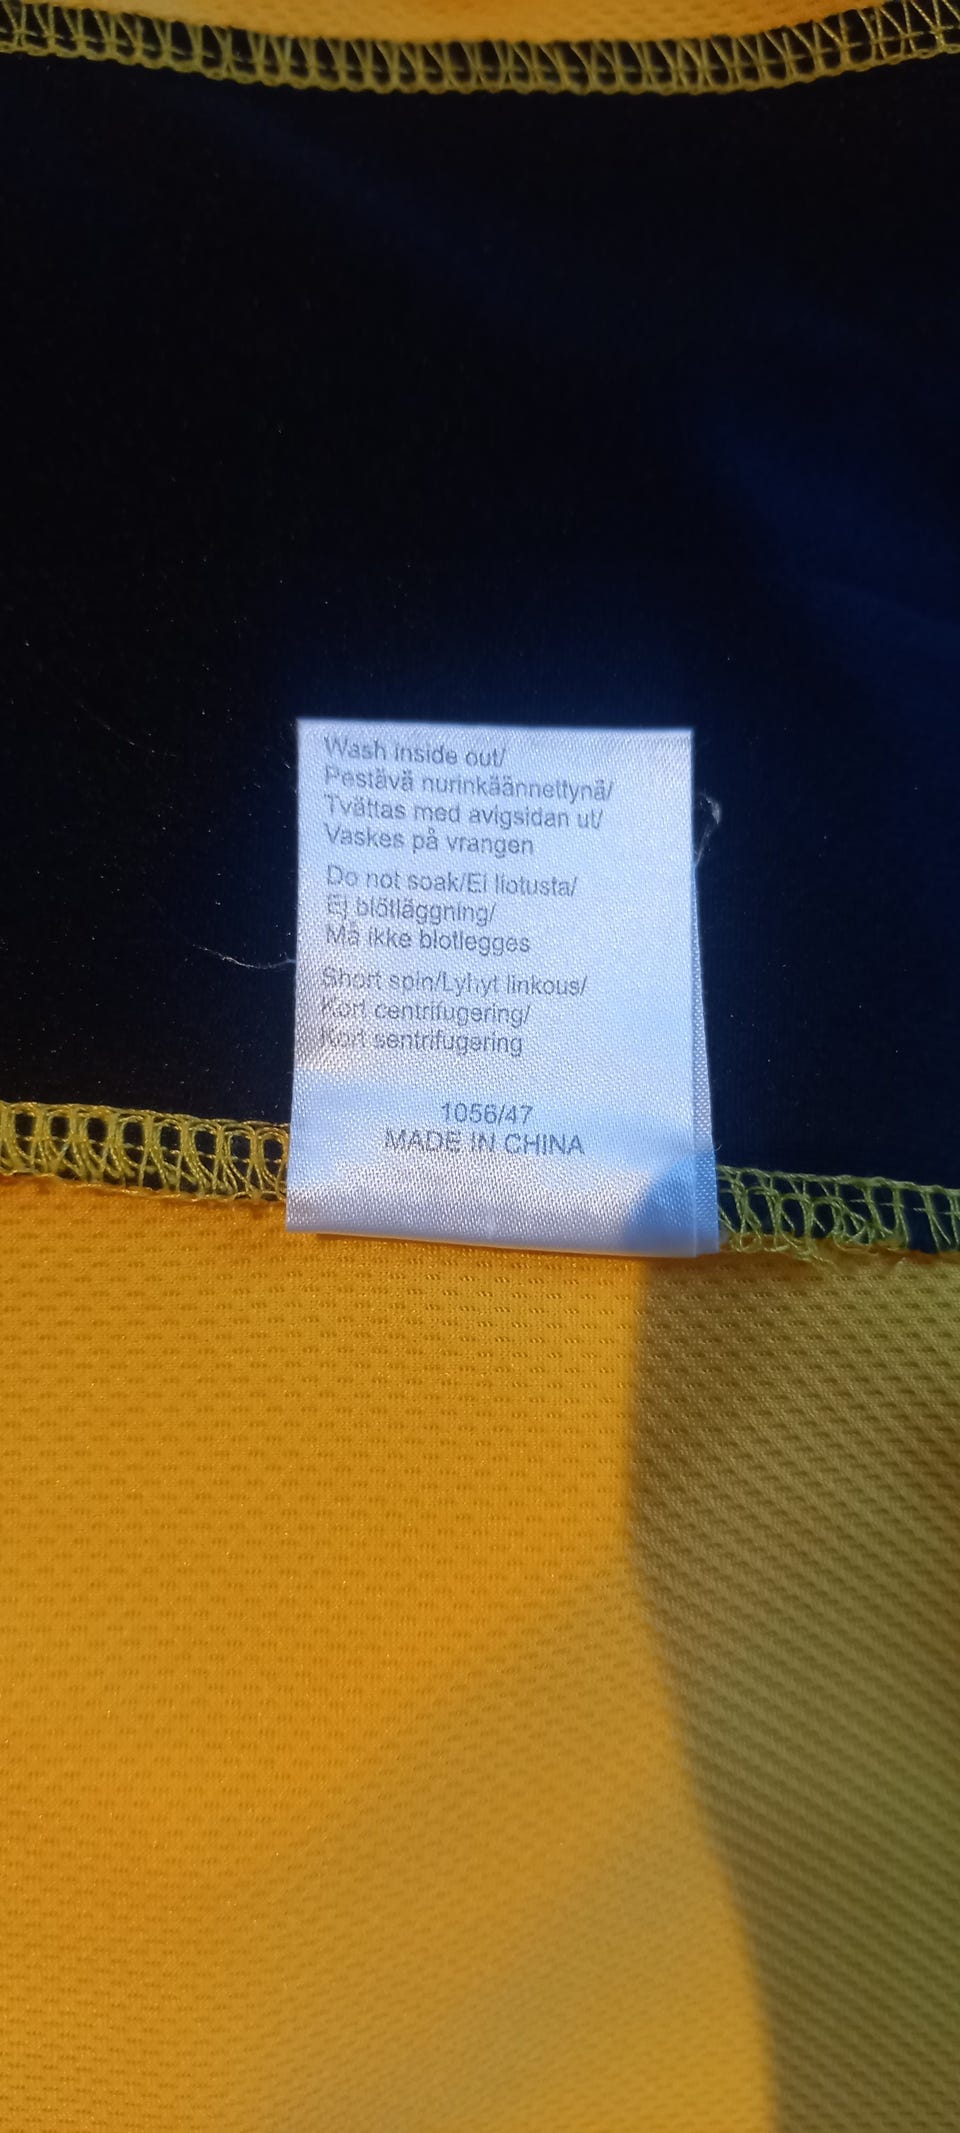 Wash inside out/
Pestävä nurinkäännettynä/
Tvättas med avigsidan ut/
Vaskes på vrangen
Do not soak/Ei liotusta/
Ej blötläggning/
Må ikke blotlegges
Short spin/Lyhyt linkous/
Kort centrifugering/
Kort sentrifugering
1056/47
MADE IN CHINA